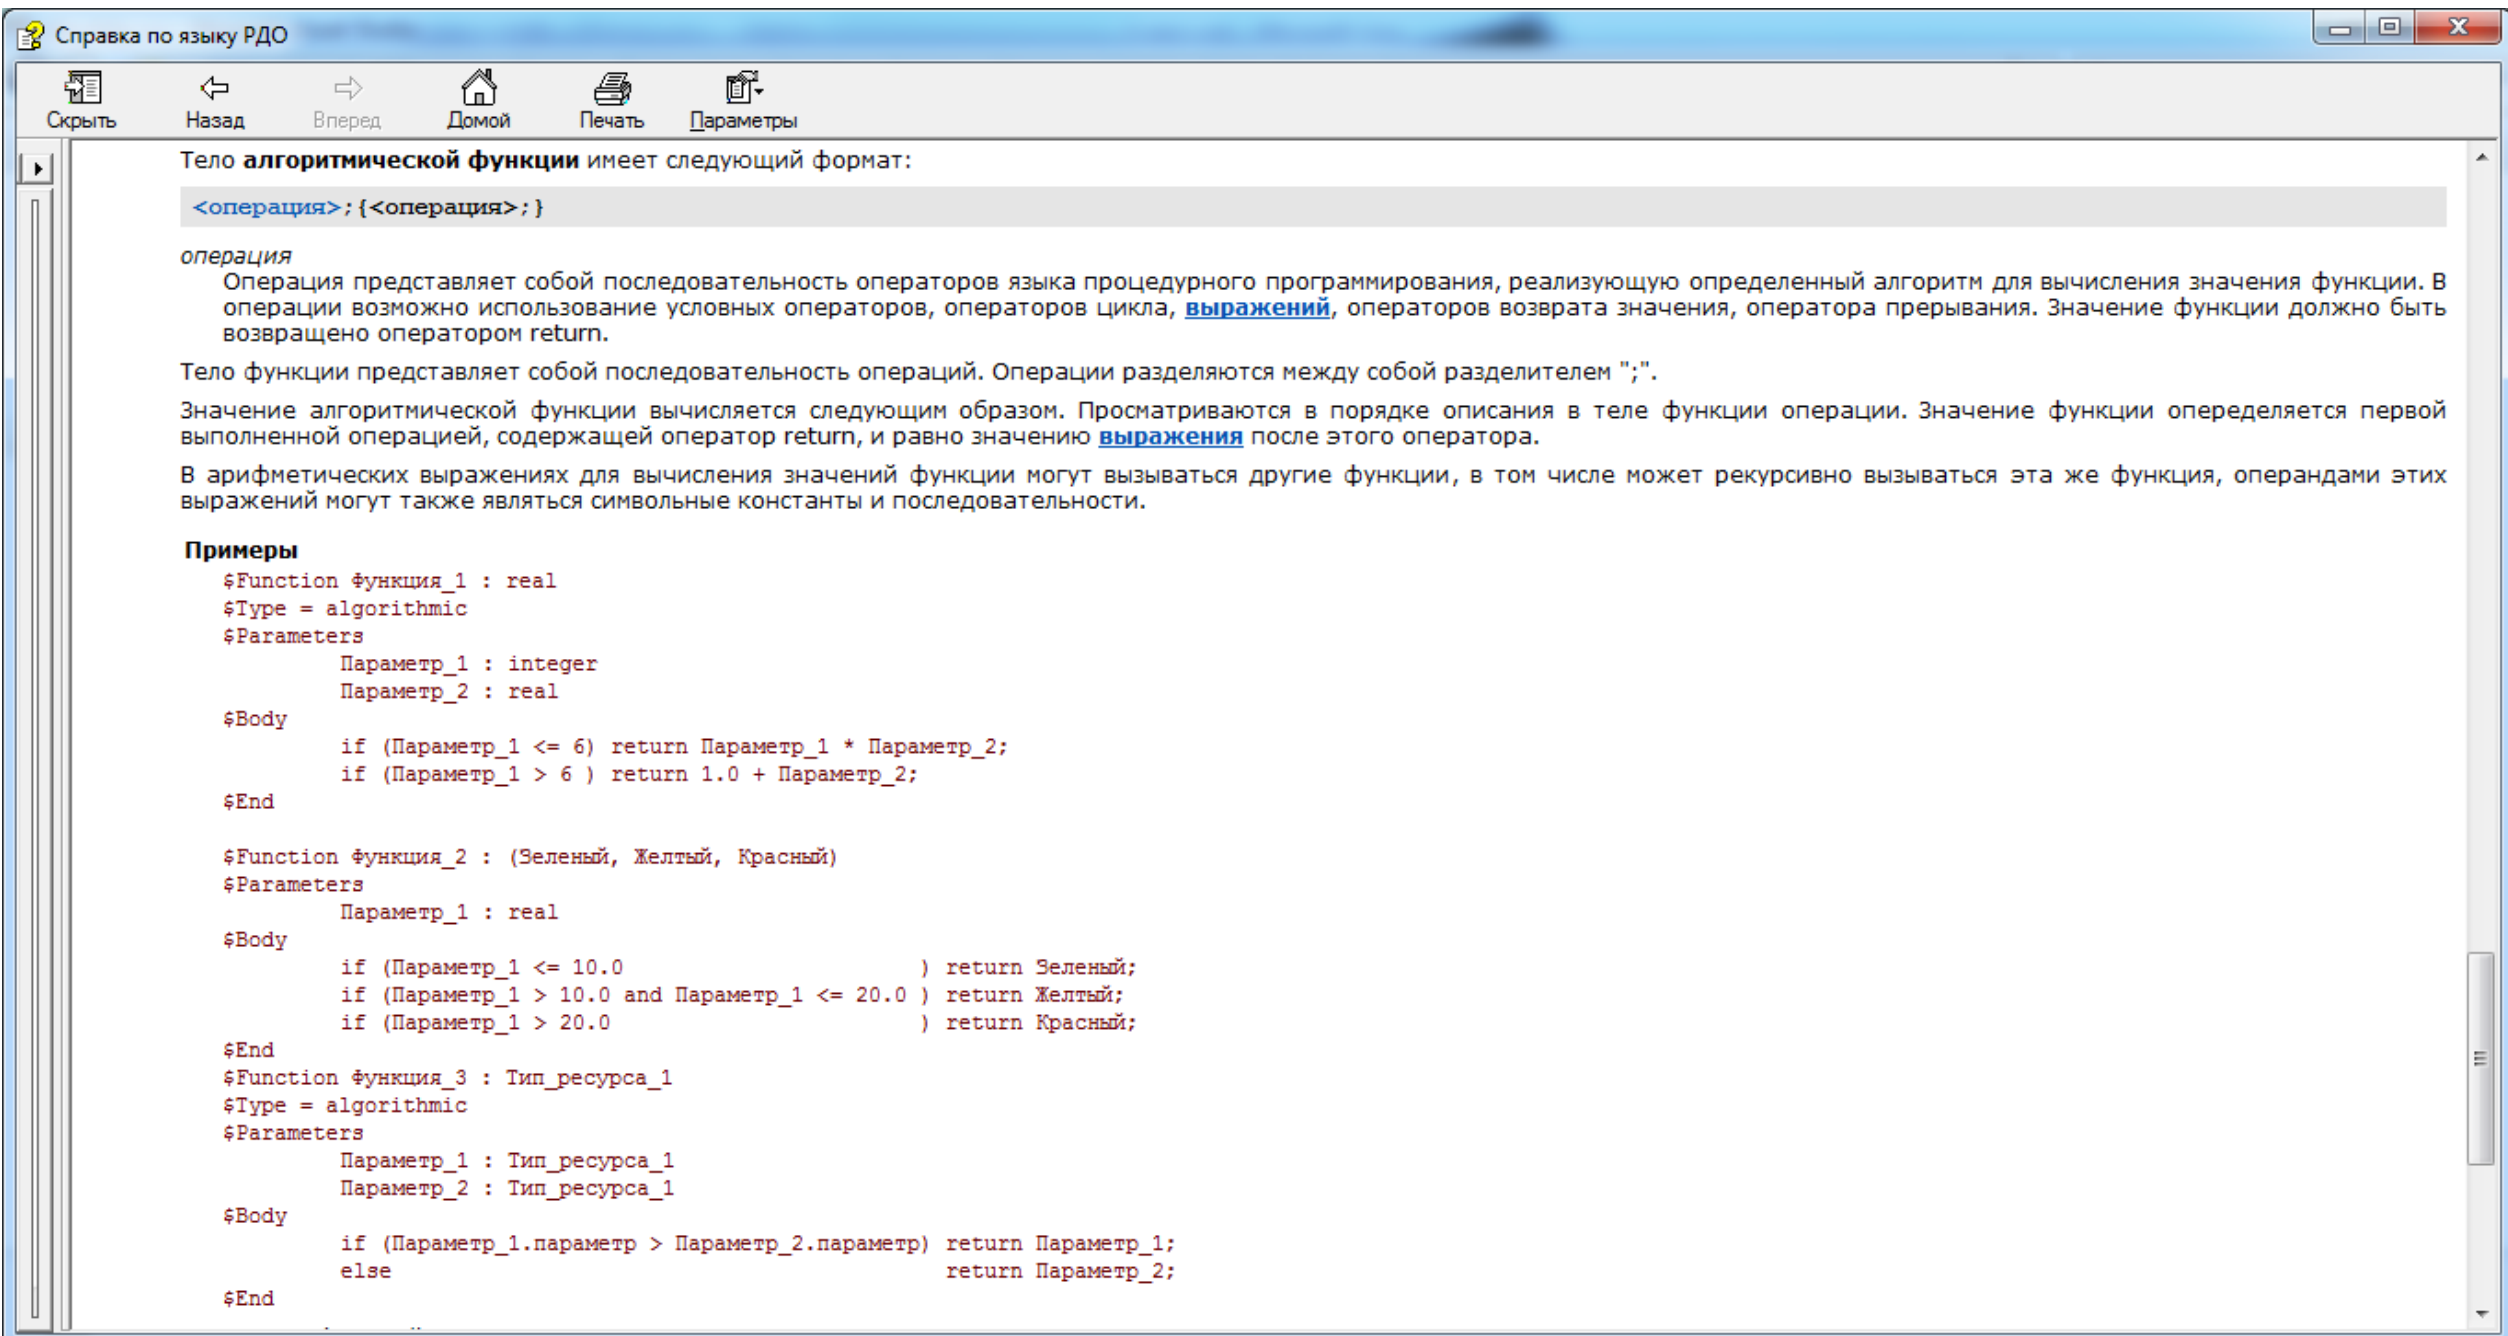 Справка по языку РДО
Скрыть Назад Вперед Домой Печать Параметры
Тело алгоритмической функции имеет следующий формат:
<операция>;{<операция>;}
операция
Операция представляет собой последовательность операторов языка процедурного программирования, реализующую определенный алгоритм для вычисления значения функции. В
операции возможно использование условных операторов, операторов цикла, выражений, операторов возврата значения, оператора прерывания. Значение функции должно быть
возвращено оператором return.
Тело функции представляет собой последовательность операций. Операции разделяются между собой разделителем ";".
Значение алгоритмической функции вычисляется следующим образом. Просматриваются в порядке описания в теле функции операции. Значение функции опеределяется первой
выполненной операцией, содержащей оператор return, и равно значению выражения после этого оператора.
В арифметических выражениях для вычисления значений функции могут вызываться другие функции, в том числе может рекурсивно вызываться эта же функция, операндами этих
выражений могут также являться символьные константы и последовательности.
Примеры
$Function Функция_1 : real
$Type = algorithmic
$Parameters
Параметр_1 : integer
Параметр_2 : real
$Body
if (Параметр_1 <= 6) return Параметр_1 * Параметр_2;
if (Параметр_1 > 6 ) return 1.0 + Параметр_2;
$End
$Function Функция_2 : (Зеленый, Желтый, Красный)
$Parameters
Параметр_1 : real
$Body
if (Параметр_1 <= 10.0 ) return Зеленый;
if (Параметр_1 > 10.0 and Параметр_1 <= 20.0 ) return Желтый;
if (Параметр_1 > 20.0 ) return Красный;
$End
$Function Функция_3 : Тип_ресурса_1
$Type = algorithmic
$Parameters
Параметр_1 : Тип_ресурса_1
Параметр_2 : Тип_ресурса_1
$Body
if (Параметр_1.параметр > Параметр_2.параметр) return Параметр_1;
else return Параметр_2;
$End